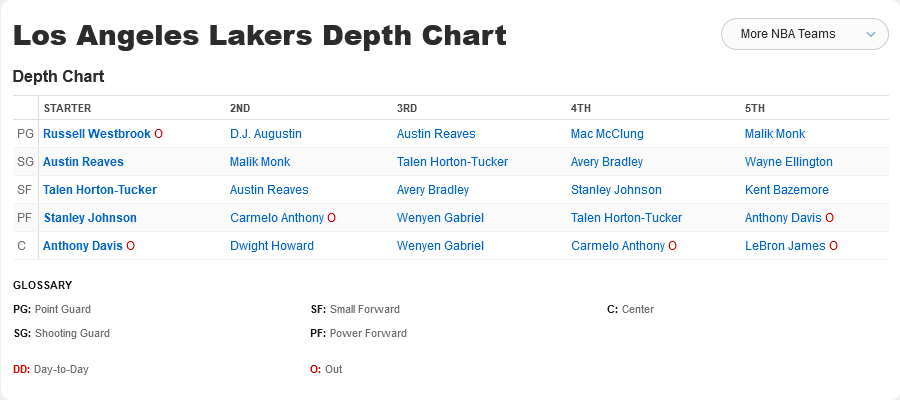 Los Angeles Lakers Depth Chart
More NBA Teams
Depth Chart
STARTER 2ND 3RD 4TH 5TH
PG Russell Westbrook O D.J. Augustin Austin Reaves Mac McClung Malik Monk
SG Austin Reaves Malik Monk Talen Horton-Tucker Avery Bradley Wayne Ellington
SF Talen Horton-Tucker Austin Reaves Avery Bradley Stanley Johnson Kent Bazemore
PF Stanley Johnson Carmelo Anthony O Wenyen Gabriel Talen Horton-Tucker Anthony Davis O
C Anthony Davis O Dwight Howard Wenyen Gabriel Carmelo Anthony O LeBron James O
GLOSSARY
PG: Point Guard SF: Small Forward C: Center
SG: Shooting Guard PF: Power Forward
DD: Day-to-Day O: Out